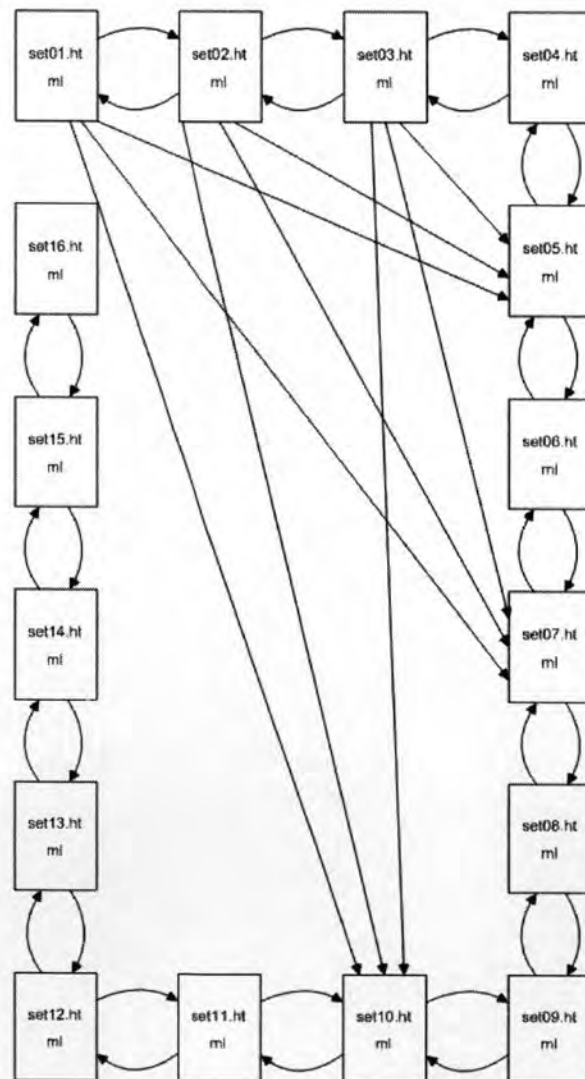 set01.ht
ml
set02.ht
ml
set03.ht
ml
set04.ht
ml
set16.ht
ml
set05.ht
ml
set15.ht
ml
set06.ht
ml
set14.ht
ml
set07.ht
ml
set13.ht
ml
set08.ht
ml
set12.ht
ml
set11.ht
ml
set10.ht
ml
set09.ht
ml